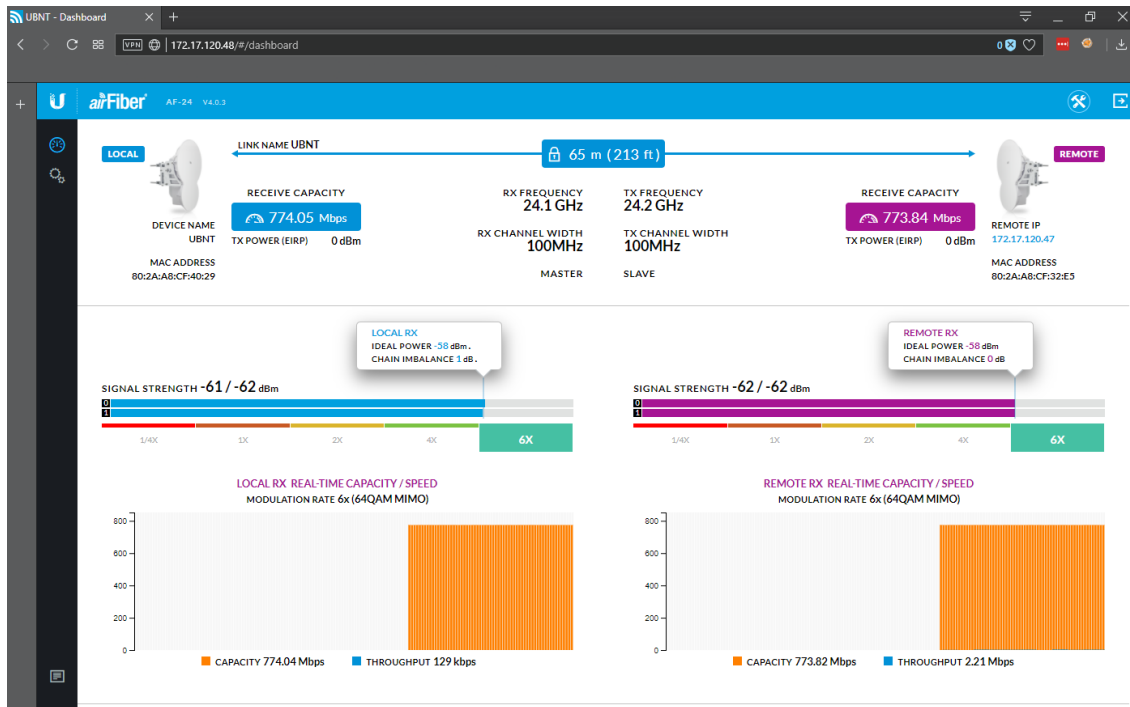 UBNT - Dashboard
VPN 172.17.120.48/#/dashboard 0
U airFiber® AF-24 V4.0.3
LOCAL LINK NAME UBNT 65 m (213 ft) REMOTE
RECEIVE CAPACITY
774.05 Mbps
TX POWER (EIRP) 0 dBm
DEVICE NAME
UBNT
MAC ADDRESS
80:2A:A8:CF:40:29
RX FREQUENCY
24.1 GHz
RX CHANNEL WIDTH
100MHz
MASTER
TX FREQUENCY
24.2 GHz
TX CHANNEL WIDTH
100MHz
SLAVE
RECEIVE CAPACITY
773.84 Mbps
TX POWER (EIRP) 0 dBm
REMOTE IP
172.17.120.47
MAC ADDRESS
80:2A:A8:CF:32:E5
LOCAL RX
IDEAL POWER -58 dBm.
CHAIN IMBALANCE 1 dB.
SIGNAL STRENGTH -61 / -62 dBm
0
1
1/4X 1X 2X 4X 6X
REMOTE RX
IDEAL POWER -58 dBm
CHAIN IMBALANCE 0 dB
SIGNAL STRENGTH -62 / -62 dBm
0
1
1/4X 1X 2X 4X 6X
LOCAL RX REAL-TIME CAPACITY / SPEED
MODULATION RATE 6x (64QAM MIMO)
800
600
400
200
0
CAPACITY 774.04 Mbps THROUGHPUT 129 kbps
REMOTE RX REAL-TIME CAPACITY / SPEED
MODULATION RATE 6x (64QAM MIMO)
800
600
400
200
0
CAPACITY 773.82 Mbps THROUGHPUT 2.21 Mbps